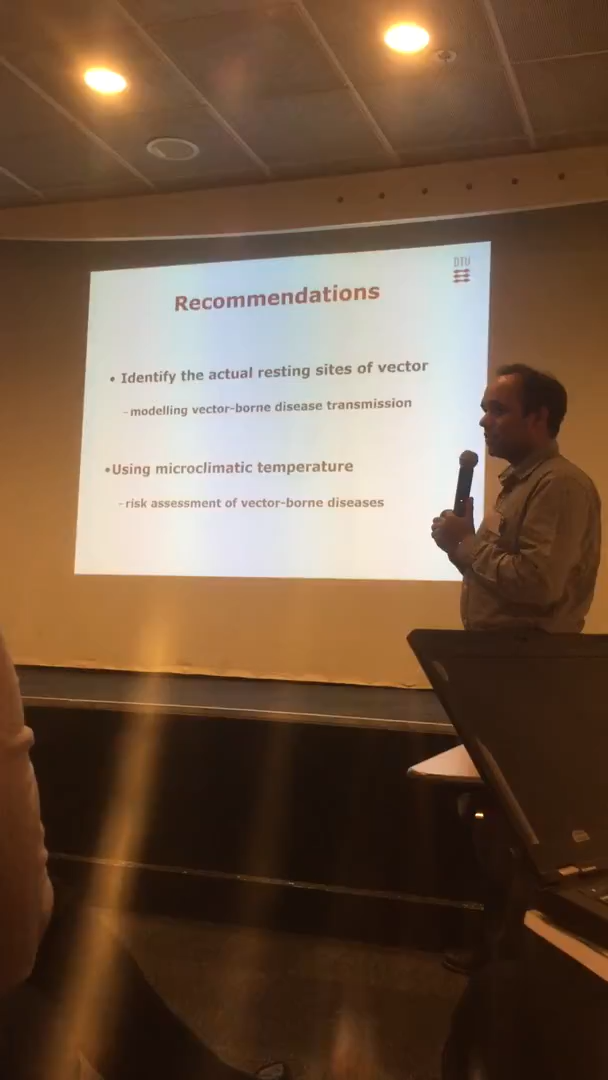 DTU
Recommendations
• Identify the actual resting sites of vector
- modelling vector-borne disease transmission
•Using microclimatic temperature
- risk assessment of vector-borne diseases